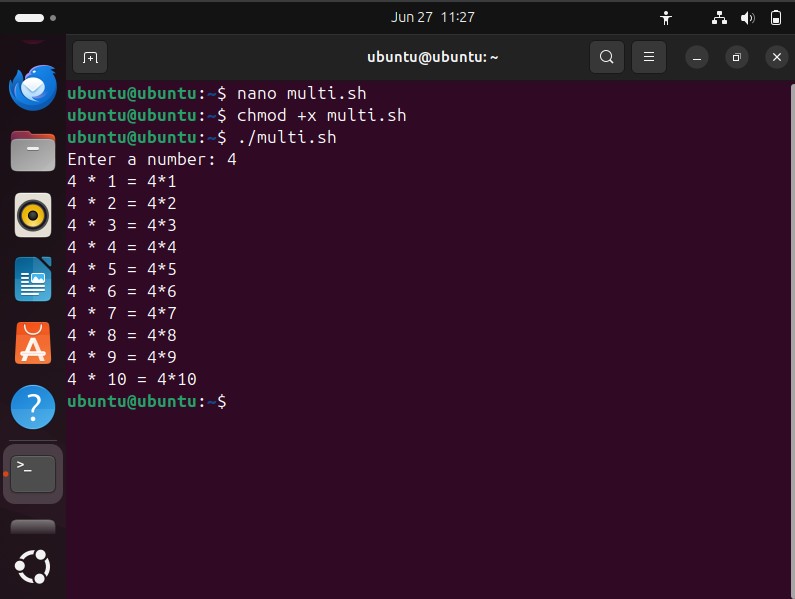 Jun 27 11:27
ubuntu@ubuntu: ~
ubuntu@ubuntu:~$ nano multi.sh
ubuntu@ubuntu:~$ chmod +x multi.sh
ubuntu@ubuntu:~$ ./multi.sh
Enter a number: 4
4 * 1 = 4*1
4 * 2 = 4*2
4 * 3 = 4*3
4 * 4 = 4*4
4 * 5 = 4*5
4 * 6 = 4*6
4 * 7 = 4*7
4 * 8 = 4*8
4 * 9 = 4*9
4 * 10 = 4*10
ubuntu@ubuntu:~$